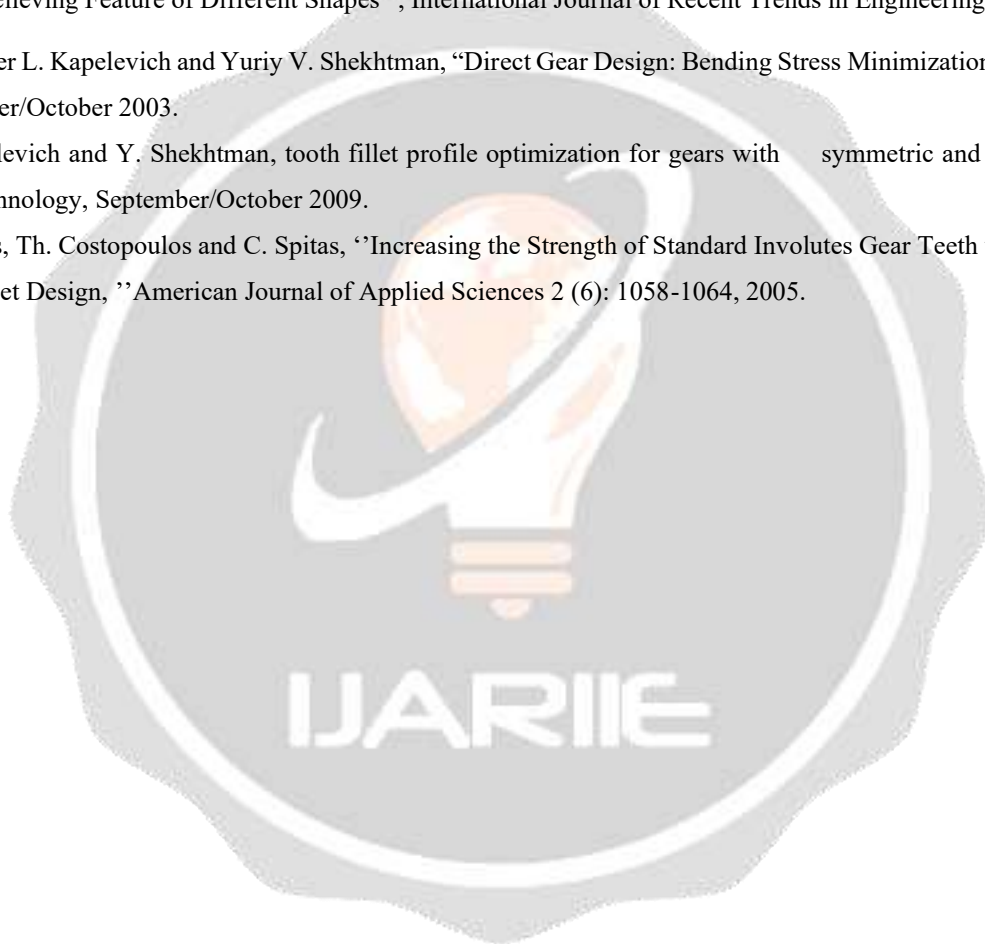 elieving Feature of Different Shapes’’, International Journal of Recent Trends in Engineering
er L. Kapelevich and Yuriy V. Shekhtman, “Direct Gear Design: Bending Stress Minimization
er/October 2003.
levich and Y. Shekhtman, tooth fillet profile optimization for gears with symmetric and
hnology, September/October 2009.
s, Th. Costopoulos and C. Spitas, ‘’Increasing the Strength of Standard Involutes Gear Teeth
et Design, ’’American Journal of Applied Sciences 2 (6): 1058-1064, 2005.
IJARIIE